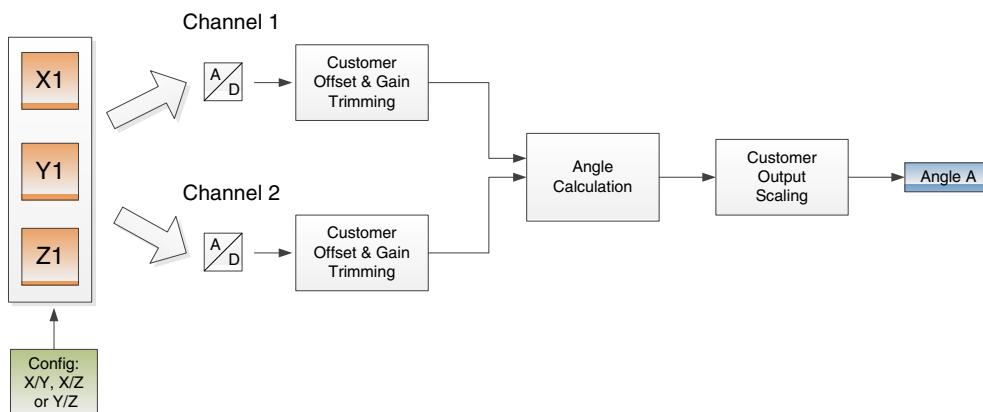 Channel 1
X1
Y1
Z1
A
D
Customer
Offset & Gain
Trimming
Channel 2
A
D
Customer
Offset & Gain
Trimming
Angle
Calculation
Customer
Output
Scaling
Angle A
Config:
X/Y, X/Z
or Y/Z